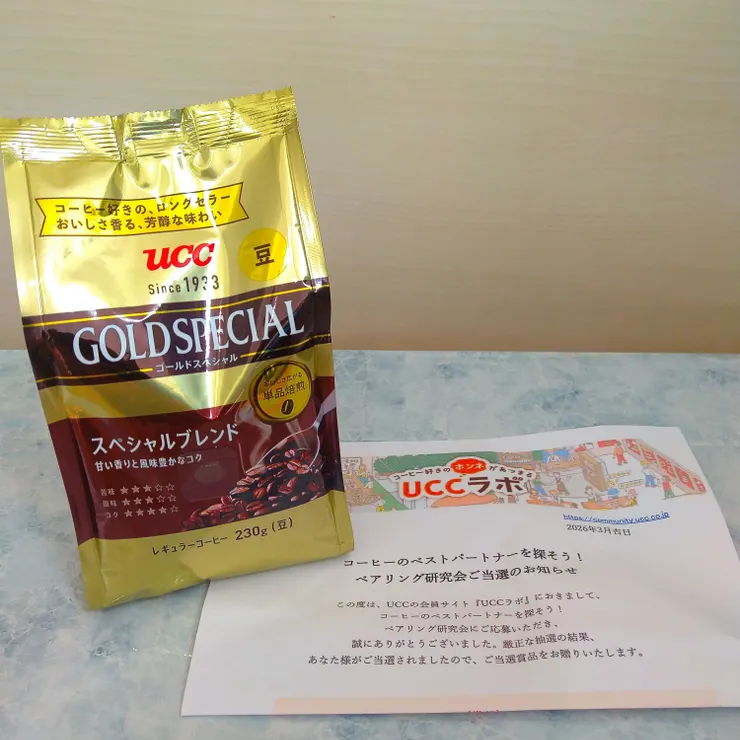 コーヒー好きの、ロングセラー
おいしさ香る、芳醇な味わい
UCC
豆
Since 1933
GOLD SPECIAL
ゴールドスペシャル
単品焙煎
スペシャルブレンド
甘い香りと風味豊かなコク
苦味 ★★★☆☆
酸味 ★★★☆☆
コク ★★★★☆
レギュラーコーヒー 230g(豆)
コーヒー好きのホンネがあつまる
UCCラボ
https://community.ucc.co.jp
2026年3月吉日
コーヒーのベストパートナーを探そう!
ペアリング研究会ご当選のお知らせ
この度は、UCCの会員サイト『UCCラボ』におきまして、
コーヒーのベストパートナーを探そう!
ペアリング研究会にご応募いただき、
誠にありがとうございました。厳正な抽選の結果、
あなた様がご当選されましたので、ご当選賞品をお贈りいたします。